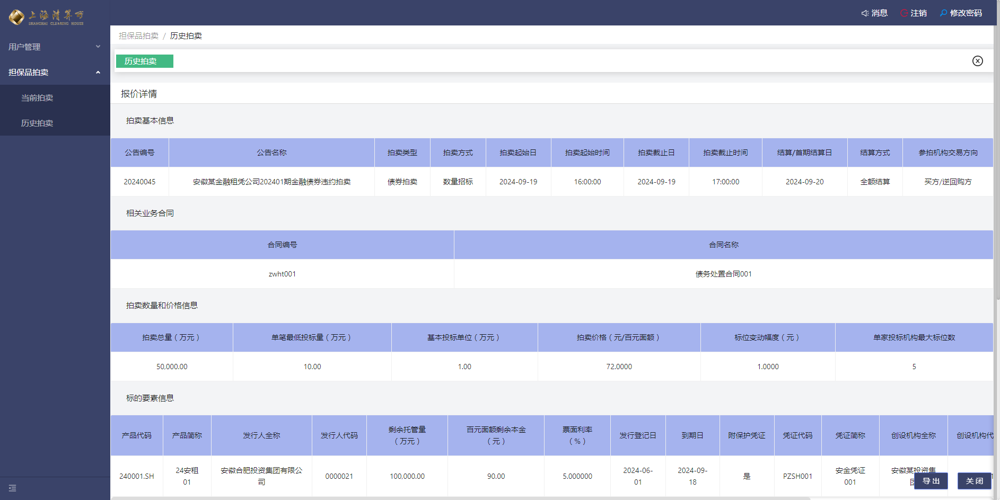 上海清算所
SHANGHAI CLEARING HOUSE
消息
注销
修改密码
用户管理
担保品拍卖
当前拍卖
历史拍卖
担保品拍卖 / 历史拍卖
历史拍卖
报价详情
拍卖基本信息
公告编号 公告名称 拍卖类型 拍卖方式 拍卖起始日 拍卖起始时间 拍卖截止日 拍卖截止时间 结算/首期结算日 结算方式 参拍机构交易方向
20240045 安徽某金融租凭公司202401期金融债券违约拍卖 债券拍卖 数量招标 2024-09-19 16:00:00 2024-09-19 17:00:00 2024-09-20 全额结算 买方/逆回购方
相关业务合同
合同编号 合同名称
zwht001 债务处置合同001
拍卖数量和价格信息
拍卖总量（万元） 单笔最低投标量（万元） 基本投标单位（万元） 拍卖价格（元/百元面额） 标位变动幅度（元） 单家投标机构最大标位数
50,000.00 10.00 1.00 72.0000 1.0000 5
标的要素信息
产品代码 产品简称 发行人全称 发行人代码 剩余托管量（万元） 百元面额剩余本金（元） 票面利率（%） 发行登记日 到期日 附保护凭证 凭证代码 凭证简称 创设机构全称 创设机构代
240001.SH 24安租01 安徽合肥投资集团有限公司 0000021 100,000.00 90.00 5.000000 2024-06-01 2024-09-18 是 PZSH001 安金凭证001 安徽某投资集
导出
关闭